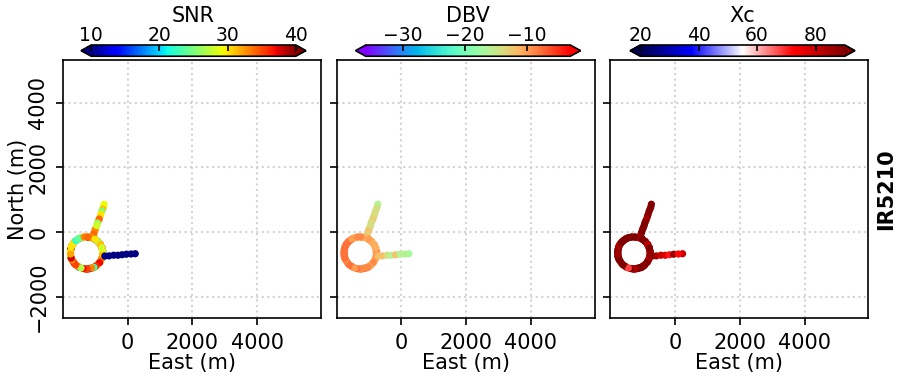 SNR DBV Xc
10 20 30 40 −30 −20 −10 20 40 60 80
4000
2000
0
−2000
North (m)
IR5210
0 2000 4000 0 2000 4000 0 2000 4000
East (m) East (m) East (m)